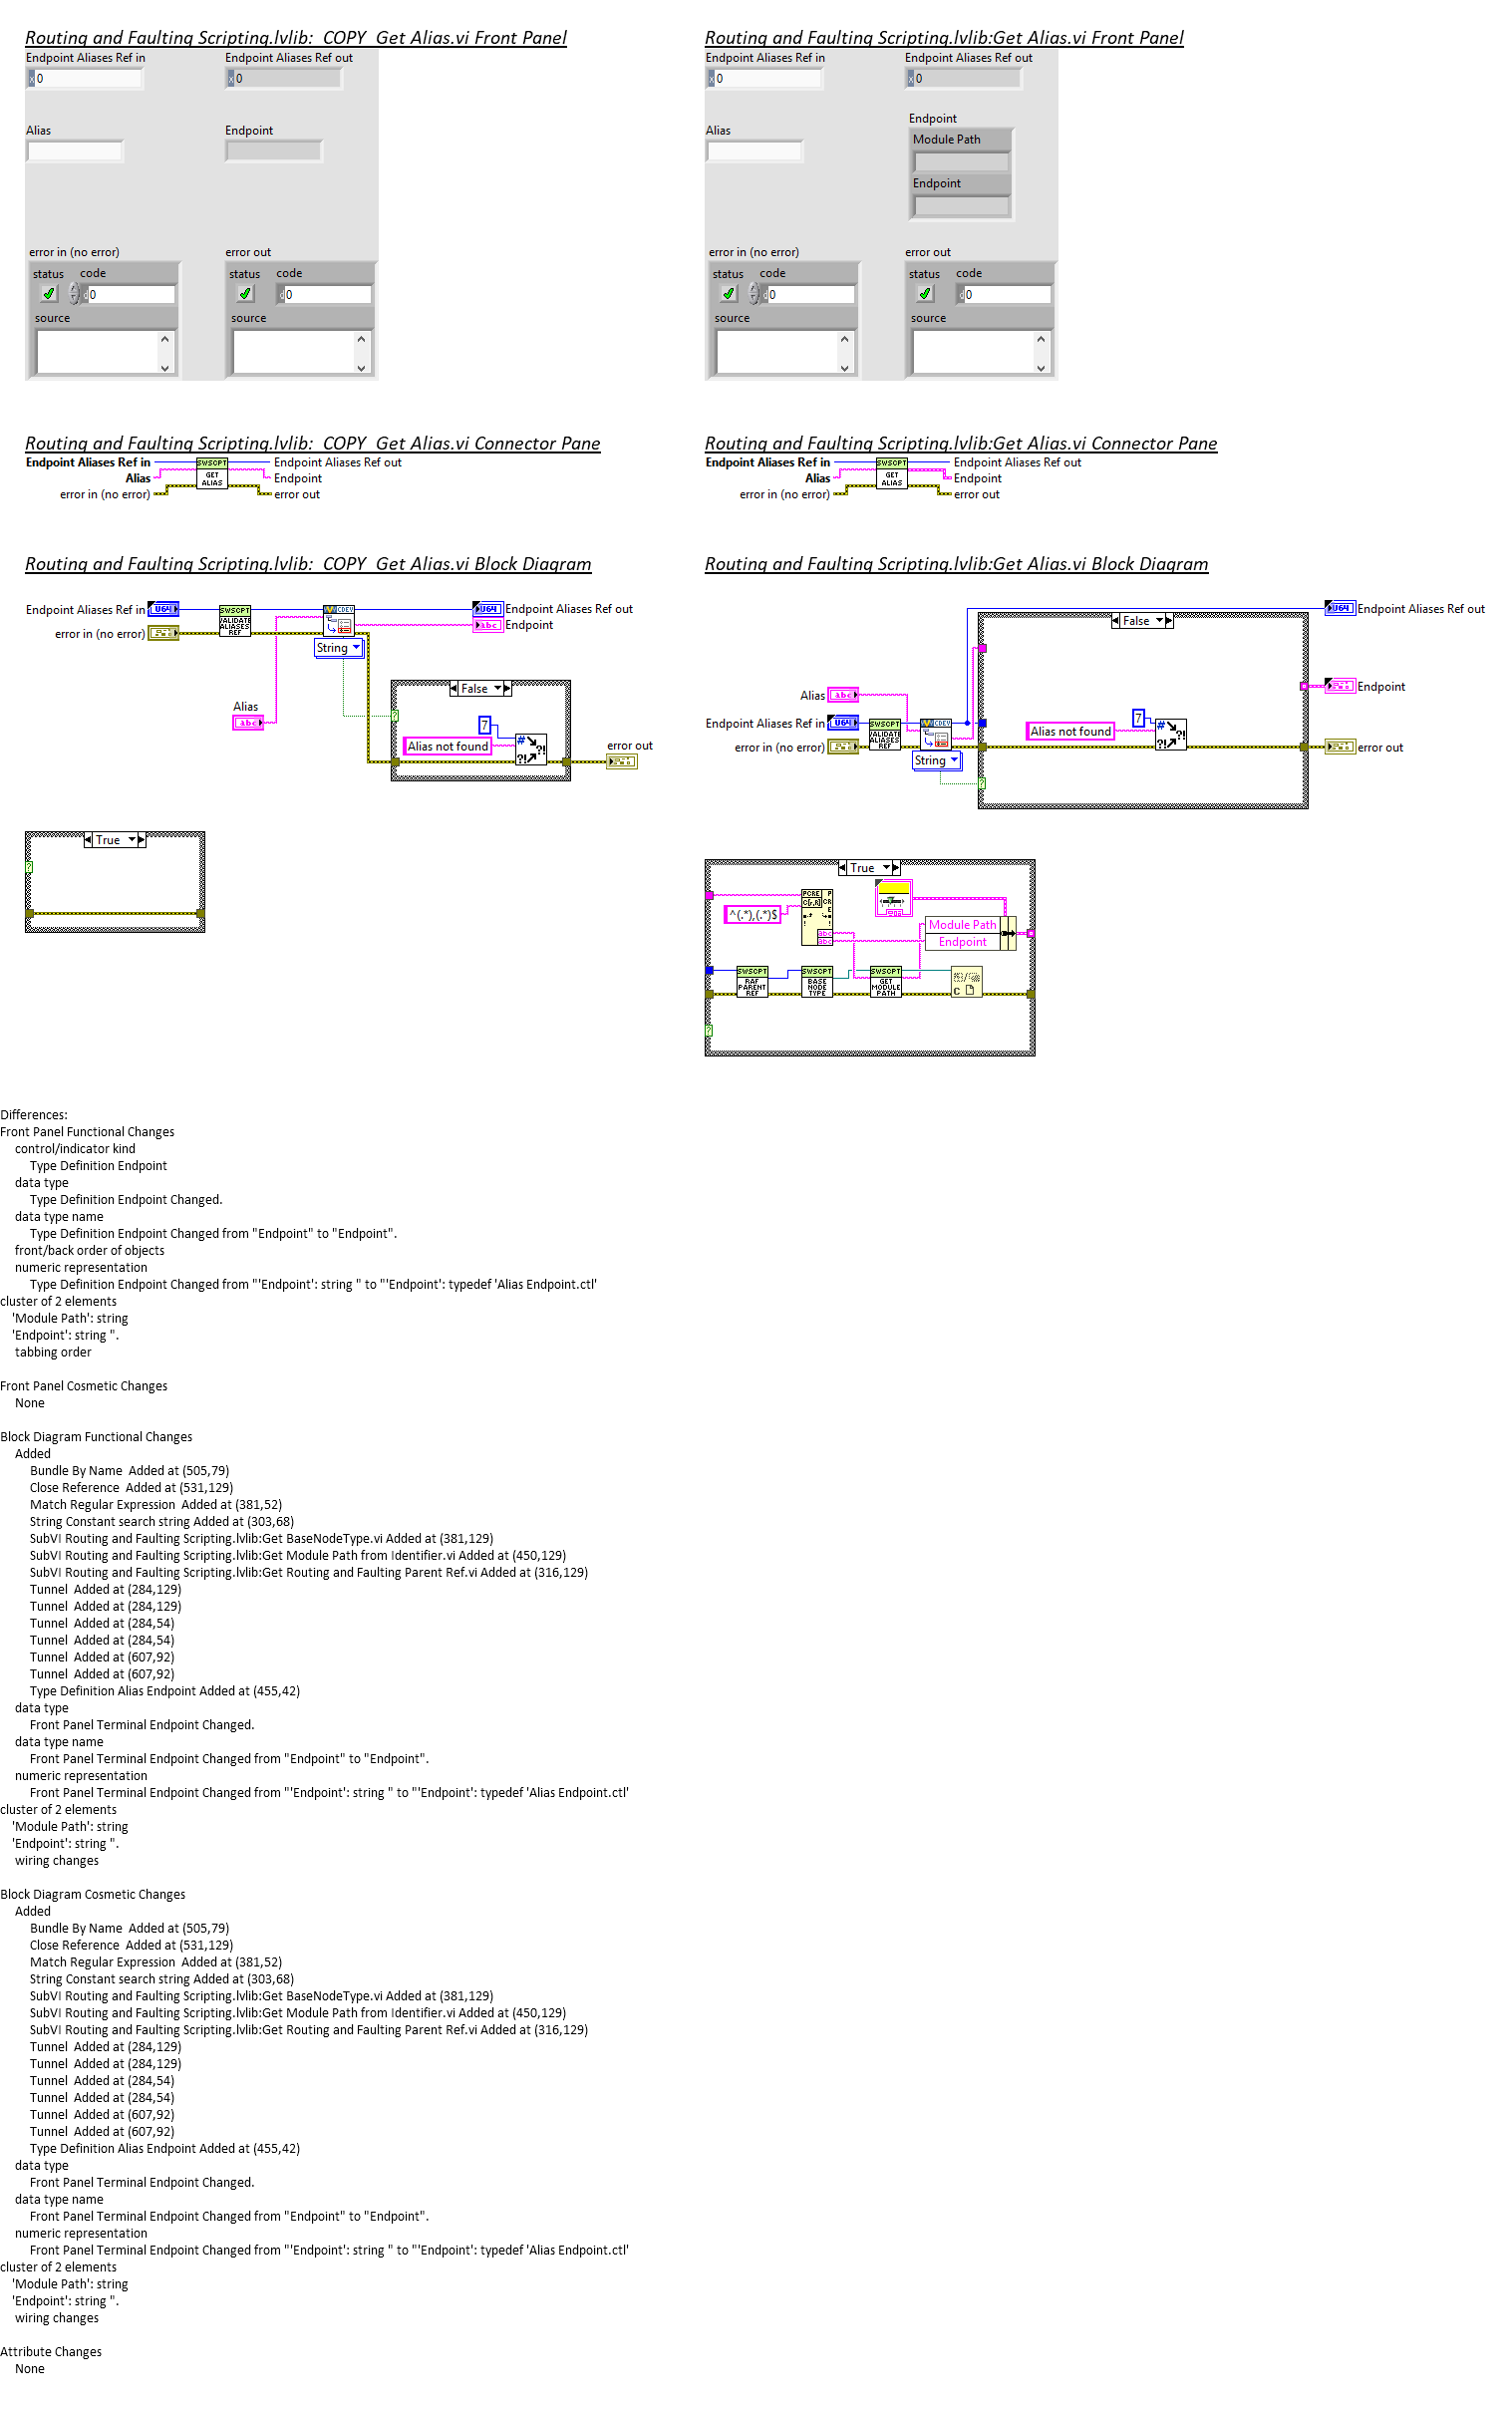 Routing and Faulting Scripting.lvlib:_COPY_Get Alias.vi Front Panel
Endpoint Aliases Ref in
Endpoint Aliases Ref out
x 0
x 0
Alias
Endpoint
error in (no error)
error out
status code
status code
d 0
d 0
source
source
Routing and Faulting Scripting.lvlib:Get Alias.vi Front Panel
Endpoint Aliases Ref in
Endpoint Aliases Ref out
x 0
x 0
Alias
Endpoint
Module Path
Endpoint
error in (no error)
error out
status code
status code
d 0
d 0
source
source
Routing and Faulting Scripting.lvlib:_COPY_Get Alias.vi Connector Pane
Endpoint Aliases Ref in
Alias
error in (no error)
SWSCPT
GET
ALIAS
Endpoint Aliases Ref out
Endpoint
error out
Routing and Faulting Scripting.lvlib:Get Alias.vi Connector Pane
Endpoint Aliases Ref in
Alias
error in (no error)
SWSCPT
GET
ALIAS
Endpoint Aliases Ref out
Endpoint
error out
Routing and Faulting Scripting.lvlib:_COPY_Get Alias.vi Block Diagram
Endpoint Aliases Ref in
U64
error in (no error)
SWSCPT
VALIDATE
ALIASES
REF
CDEV
String
U64
Endpoint Aliases Ref out
abc
Endpoint
Alias
abc
False
7
Alias not found
?
error out
True
?
Routing and Faulting Scripting.lvlib:Get Alias.vi Block Diagram
U64
Endpoint Aliases Ref out
False
Alias
abc
Endpoint
Endpoint Aliases Ref in
U64
error in (no error)
SWSCPT
VALIDATE
ALIASES
REF
CDEV
String
7
Alias not found
?
error out
True
PCRE
^(.*),(.*)$
abc
abc
Module Path
Endpoint
SWSCPT
RAF
PARENT
REF
SWSCPT
BASE
NODE
TYPE
SWSCPT
GET
MODULE
PATH
C
?
Differences:
Front Panel Functional Changes
control/indicator kind
Type Definition Endpoint
data type
Type Definition Endpoint Changed.
data type name
Type Definition Endpoint Changed from "Endpoint" to "Endpoint".
front/back order of objects
numeric representation
Type Definition Endpoint Changed from "'Endpoint': string " to "'Endpoint': typedef 'Alias Endpoint.ctl'
cluster of 2 elements
'Module Path': string
'Endpoint': string ".
tabbing order
Front Panel Cosmetic Changes
None
Block Diagram Functional Changes
Added
Bundle By Name  Added at (505,79)
Close Reference  Added at (531,129)
Match Regular Expression  Added at (381,52)
String Constant search string Added at (303,68)
SubVI Routing and Faulting Scripting.lvlib:Get BaseNodeType.vi Added at (381,129)
SubVI Routing and Faulting Scripting.lvlib:Get Module Path from Identifier.vi Added at (450,129)
SubVI Routing and Faulting Scripting.lvlib:Get Routing and Faulting Parent Ref.vi Added at (316,129)
Tunnel  Added at (284,129)
Tunnel  Added at (284,129)
Tunnel  Added at (284,54)
Tunnel  Added at (284,54)
Tunnel  Added at (607,92)
Tunnel  Added at (607,92)
Type Definition Alias Endpoint Added at (455,42)
data type
Front Panel Terminal Endpoint Changed.
data type name
Front Panel Terminal Endpoint Changed from "Endpoint" to "Endpoint".
numeric representation
Front Panel Terminal Endpoint Changed from "'Endpoint': string " to "'Endpoint': typedef 'Alias Endpoint.ctl'
cluster of 2 elements
'Module Path': string
'Endpoint': string ".
wiring changes
Block Diagram Cosmetic Changes
Added
Bundle By Name  Added at (505,79)
Close Reference  Added at (531,129)
Match Regular Expression  Added at (381,52)
String Constant search string Added at (303,68)
SubVI Routing and Faulting Scripting.lvlib:Get BaseNodeType.vi Added at (381,129)
SubVI Routing and Faulting Scripting.lvlib:Get Module Path from Identifier.vi Added at (450,129)
SubVI Routing and Faulting Scripting.lvlib:Get Routing and Faulting Parent Ref.vi Added at (316,129)
Tunnel  Added at (284,129)
Tunnel  Added at (284,129)
Tunnel  Added at (284,54)
Tunnel  Added at (284,54)
Tunnel  Added at (607,92)
Tunnel  Added at (607,92)
Type Definition Alias Endpoint Added at (455,42)
data type
Front Panel Terminal Endpoint Changed.
data type name
Front Panel Terminal Endpoint Changed from "Endpoint" to "Endpoint".
numeric representation
Front Panel Terminal Endpoint Changed from "'Endpoint': string " to "'Endpoint': typedef 'Alias Endpoint.ctl'
cluster of 2 elements
'Module Path': string
'Endpoint': string ".
wiring changes
Attribute Changes
None